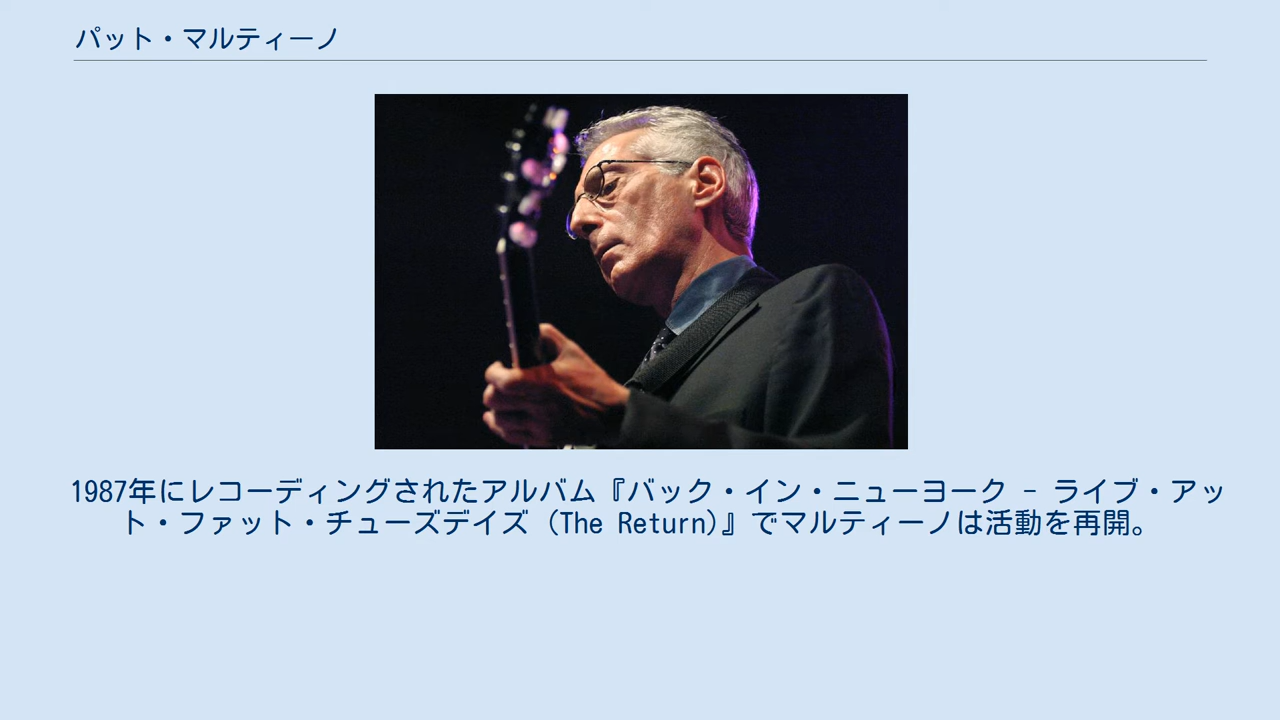 パット・マルティーノ
1987年にレコーディングされたアルバム『バック・イン・ニューヨーク - ライブ・アッ
ト・ファット・チューズデイズ (The Return)』でマルティーノは活動を再開。